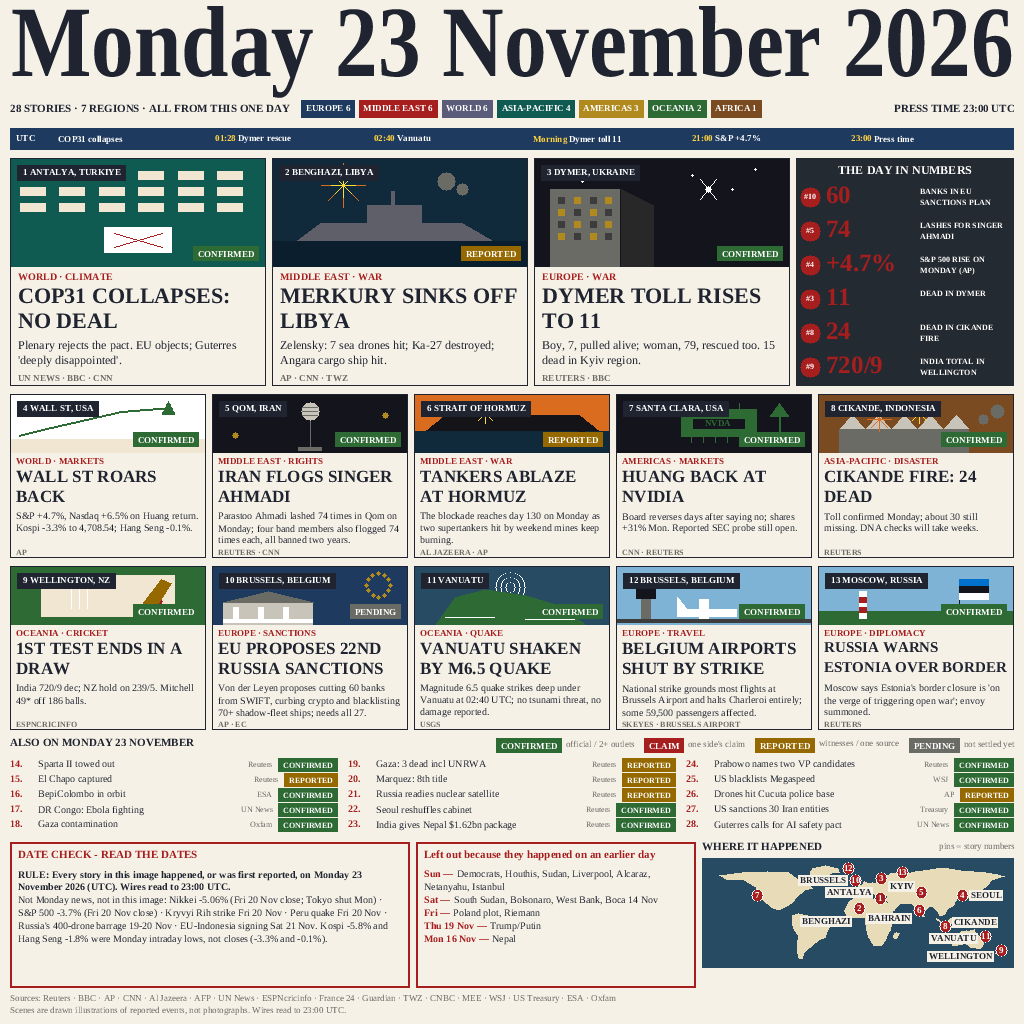 Monday 23 November 2026
28 STORIES · 7 REGIONS · ALL FROM THIS ONE DAY
EUROPE 6
MIDDLE EAST 6
WORLD 6
ASIA-PACIFIC 4
AMERICAS 3
OCEANIA 2
AFRICA 1
PRESS TIME 23:00 UTC
UTC
COP31 collapses
01:28 Dymer rescue
02:40 Vanuatu
Morning Dymer toll 11
21:00 S&P +4.7%
23:00 Press time
1 ANTALYA, TURKIYE
CONFIRMED
WORLD · CLIMATE
COP31 COLLAPSES:
NO DEAL
Plenary rejects the pact. EU objects; Guterres
'deeply disappointed'.
UN NEWS · BBC · CNN
2 BENGHAZI, LIBYA
REPORTED
MIDDLE EAST · WAR
MERKURY SINKS OFF
LIBYA
Zelensky: 7 sea drones hit; Ka-27 destroyed;
Angara cargo ship hit.
AP · CNN · TWZ
3 DYMER, UKRAINE
CONFIRMED
EUROPE · WAR
DYMER TOLL RISES
TO 11
Boy, 7, pulled alive; woman, 79, rescued too. 15
dead in Kyiv region.
REUTERS · BBC
THE DAY IN NUMBERS
#10 60 BANKS IN EU
SANCTIONS PLAN
#5 74 LASHES FOR SINGER
AHMADI
#4 +4.7% S&P 500 RISE ON
MONDAY (AP)
#3 11 DEAD IN DYMER
#8 24 DEAD IN CIKANDE
FIRE
#9 720/9 INDIA TOTAL IN
WELLINGTON
4 WALL ST, USA
CONFIRMED
WORLD · MARKETS
WALL ST ROARS
BACK
S&P +4.7%, Nasdaq +6.5% on Huang return.
Kospi -3.3% to 4,708.54; Hang Seng -0.1%.
AP
5 QOM, IRAN
CONFIRMED
MIDDLE EAST · RIGHTS
IRAN FLOGS SINGER
AHMADI
Parastoo Ahmadi lashed 74 times in Qom on
Monday; four band members also flogged 74
times each, all banned two years.
REUTERS · CNN
6 STRAIT OF HORMUZ
REPORTED
MIDDLE EAST · WAR
TANKERS ABLAZE
AT HORMUZ
The blockade reaches day 130 on Monday as
two supertankers hit by weekend mines keep
burning.
AL JAZEERA · AP
7 SANTA CLARA, USA
NVDA
CONFIRMED
AMERICAS · MARKETS
HUANG BACK AT
NVIDIA
Board reverses days after saying no; shares
+31% Mon. Reported SEC probe still open.
CNN · REUTERS
8 CIKANDE, INDONESIA
CONFIRMED
ASIA-PACIFIC · DISASTER
CIKANDE FIRE: 24
DEAD
Toll confirmed Monday; about 30 still
missing. DNA checks will take weeks.
REUTERS
9 WELLINGTON, NZ
CONFIRMED
OCEANIA · CRICKET
1ST TEST ENDS IN A
DRAW
India 720/9 dec; NZ hold on 239/5. Mitchell
49* off 186 balls.
ESPNCRICINFO
10 BRUSSELS, BELGIUM
PENDING
EUROPE · SANCTIONS
EU PROPOSES 22ND
RUSSIA SANCTIONS
Von der Leyen proposes cutting 60 banks
from SWIFT, curbing crypto and blacklisting
70+ shadow-fleet ships; needs all 27.
AP · EC
11 VANUATU
CONFIRMED
OCEANIA · QUAKE
VANUATU SHAKEN
BY M6.5 QUAKE
Magnitude 6.5 quake strikes deep under
Vanuatu at 02:40 UTC; no tsunami threat, no
damage reported.
USGS
12 BRUSSELS, BELGIUM
CONFIRMED
EUROPE · TRAVEL
BELGIUM AIRPORTS
SHUT BY STRIKE
National strike grounds most flights at
Brussels Airport and halts Charleroi entirely;
some 59,500 passengers affected.
SKEYES · BRUSSELS AIRPORT
13 MOSCOW, RUSSIA
CONFIRMED
EUROPE · DIPLOMACY
RUSSIA WARNS
ESTONIA OVER BORDER
Moscow says Estonia's border closure is 'on
the verge of triggering open war'; envoy
summoned.
REUTERS
ALSO ON MONDAY 23 NOVEMBER
CONFIRMED official / 2+ outlets
CLAIM one side's claim
REPORTED witnesses / one source
PENDING not settled yet
14. Sparta II towed out Reuters CONFIRMED
15. El Chapo captured Reuters REPORTED
16. BepiColombo in orbit ESA CONFIRMED
17. DR Congo: Ebola fighting UN News CONFIRMED
18. Gaza contamination Oxfam CONFIRMED
19. Gaza: 3 dead incl UNRWA Reuters REPORTED
20. Marquez: 8th title Reuters REPORTED
21. Russia readies nuclear satellite Reuters REPORTED
22. Seoul reshuffles cabinet Reuters CONFIRMED
23. India gives Nepal $1.62bn package Reuters CONFIRMED
24. Prabowo names two VP candidates Reuters CONFIRMED
25. US blacklists Megaspeed WSJ CONFIRMED
26. Drones hit Cucuta police base AP REPORTED
27. US sanctions 30 Iran entities Treasury CONFIRMED
28. Guterres calls for AI safety pact UN News CONFIRMED
DATE CHECK - READ THE DATES
RULE: Every story in this image happened, or was first reported, on Monday 23
November 2026 (UTC). Wires read to 23:00 UTC.
Not Monday news, not in this image: Nikkei -5.06% (Fri 20 Nov close; Tokyo shut Mon) ·
S&P 500 -3.7% (Fri 20 Nov close) · Kryvyi Rih strike Fri 20 Nov · Peru quake Fri 20 Nov ·
Russia's 400-drone barrage 19-20 Nov · EU-Indonesia signing Sat 21 Nov. Kospi -5.8% and
Hang Seng -1.8% were Monday intraday lows, not closes (-3.3% and -0.1%).
Left out because they happened on an earlier day
Sun — Democrats, Houthis, Sudan, Liverpool, Alcaraz,
Netanyahu, Istanbul
Sat — South Sudan, Bolsonaro, West Bank, Boca 14 Nov
Fri — Poland plot, Riemann
Thu 19 Nov — Trump/Putin
Mon 16 Nov — Nepal
WHERE IT HAPPENED
pins = story numbers
12
BRUSSELS
10
3
13
ANTALYA
KYIV
7
1
5
4
SEOUL
2
BENGHAZI
BAHRAIN
6
8
CIKANDE
VANUATU
11
WELLINGTON
9
Sources: Reuters · BBC · AP · CNN · Al Jazeera · AFP · UN News · ESPNcricinfo · France 24 · Guardian · TWZ · CNBC · MEE · WSJ · US Treasury · ESA · Oxfam
Scenes are drawn illustrations of reported events, not photographs. Wires read to 23:00 UTC.